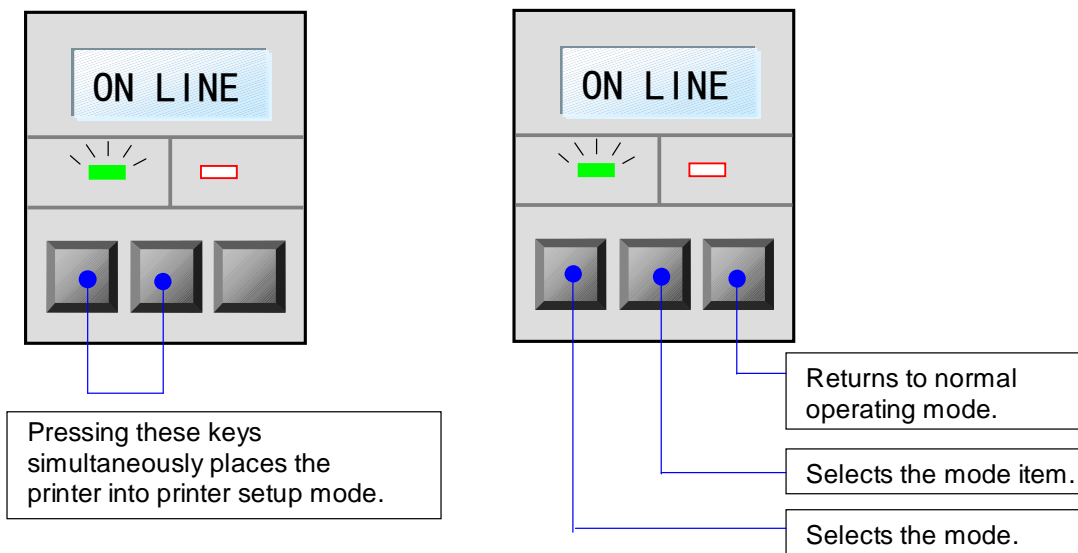 ON LINE
Pressing these keys
simultaneously places the
printer into printer setup mode.
ON LINE
Returns to normal
operating mode.
Selects the mode item.
Selects the mode.